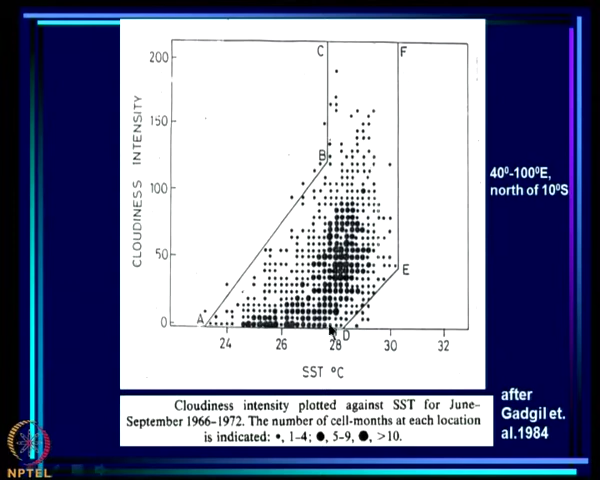 200
150
100
50
0
CLOUDINESS INTENSITY
C
F
B
E
A
D
24
26
28
30
32
SST °C
40⁰-100⁰E,
north of 10⁰S
Cloudiness intensity plotted against SST for June–
September 1966–1972. The number of cell-months at each location
is indicated: •, 1–4; ●, 5–9, ●, >10.
after
Gadgil et.
al.1984
NPTEL